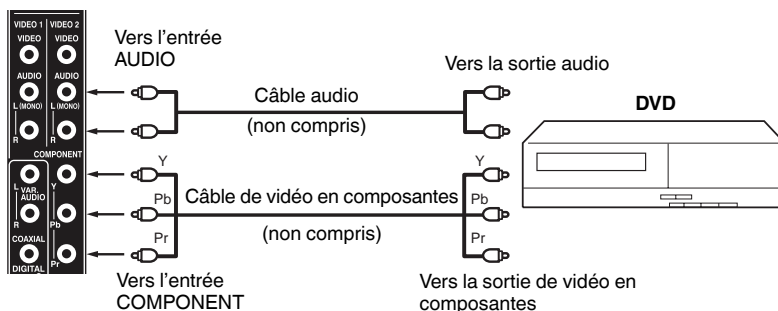 VIDEO 1 VIDEO 2
VIDEO VIDEO
AUDIO AUDIO
L (MONO) L (MONO)
R R
COMPONENT
L VAR. AUDIO Y
R Pb
COAXIAL
DIGITAL Pr
Vers l'entrée
AUDIO
Vers la sortie audio
Câble audio
(non compris)
DVD
Y Y
Pb Câble de vidéo en composantes Pb
Pr (non compris) Pr
Vers l'entrée
COMPONENT
Vers la sortie de vidéo en
composantes